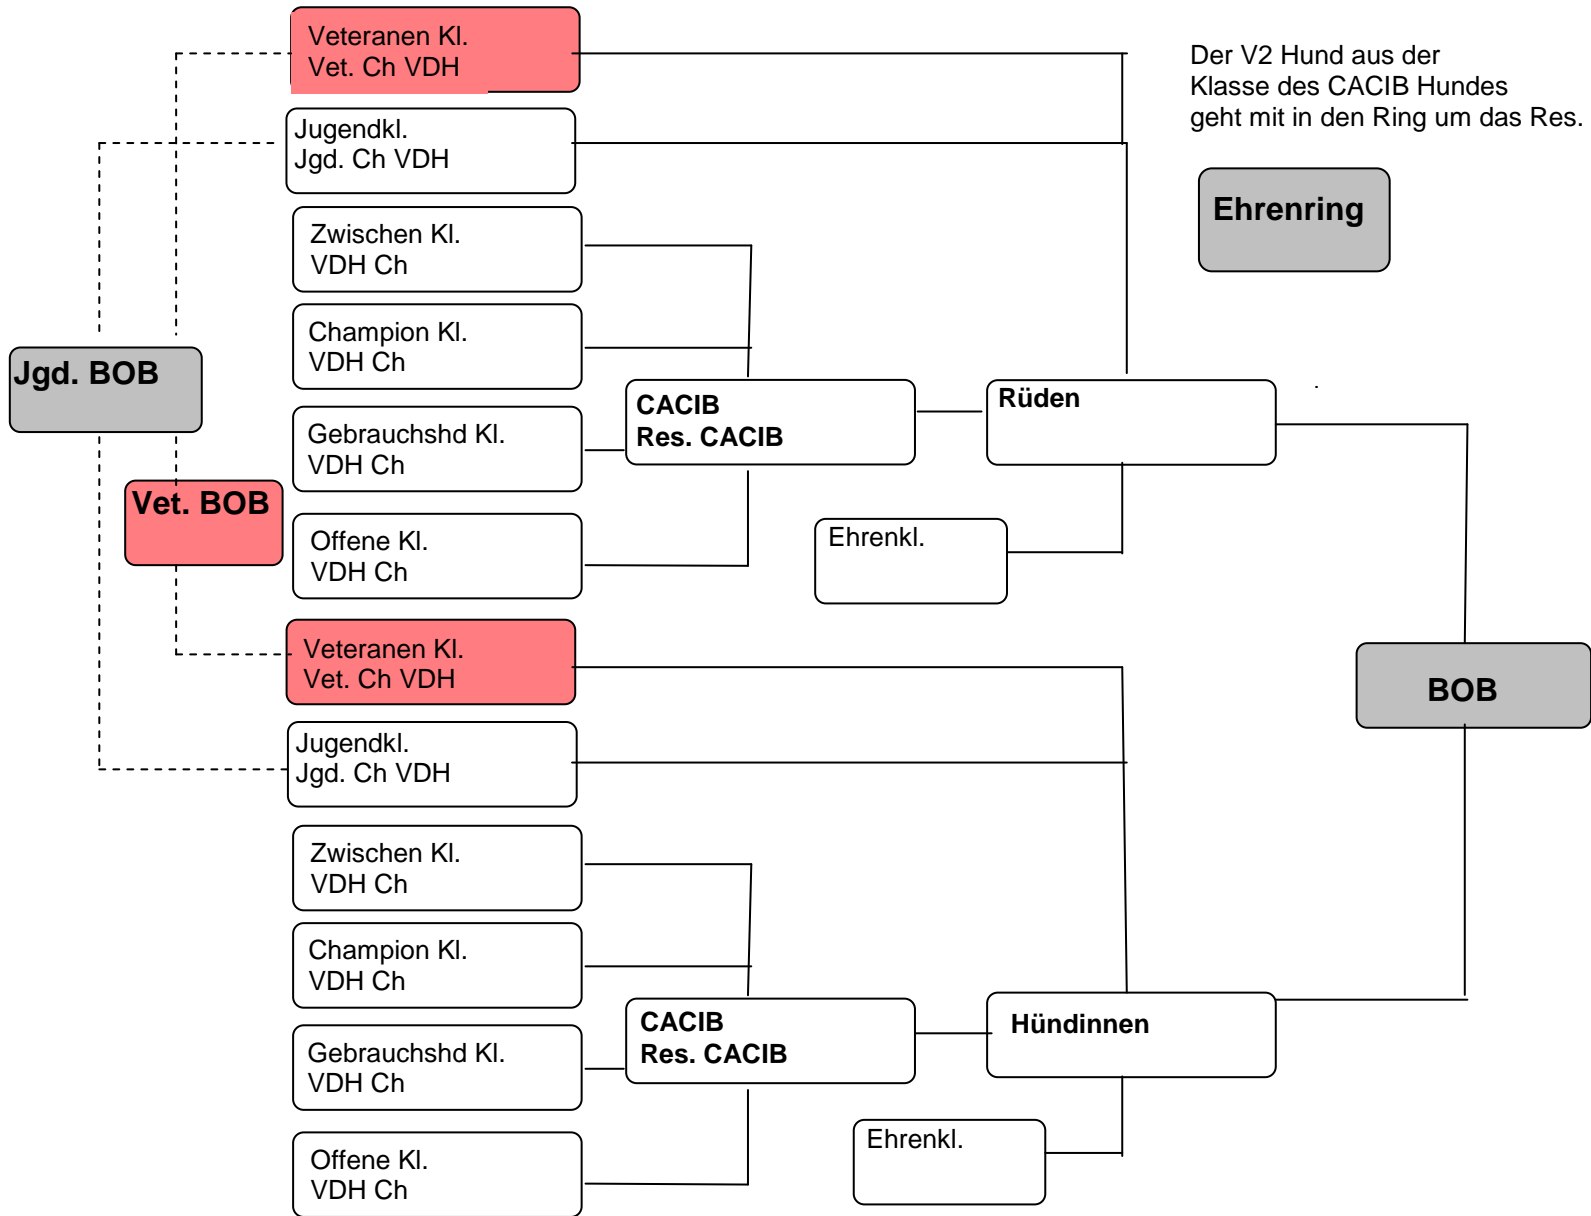 Veteranen Kl.
Vet. Ch VDH
Der V2 Hund aus der
Klasse des CACIB Hundes
geht mit in den Ring um das Res.
Jugendkl.
Jgd. Ch VDH
Ehrenring
Zwischen Kl.
VDH Ch
Champion Kl.
VDH Ch
Jgd. BOB
CACIB
Res. CACIB
Rüden
Gebrauchshd Kl.
VDH Ch
Vet. BOB
Offene Kl.
VDH Ch
Ehrenkl.
Veteranen Kl.
Vet. Ch VDH
BOB
Jugendkl.
Jgd. Ch VDH
Zwischen Kl.
VDH Ch
Champion Kl.
VDH Ch
CACIB
Res. CACIB
Hündinnen
Gebrauchshd Kl.
VDH Ch
Ehrenkl.
Offene Kl.
VDH Ch